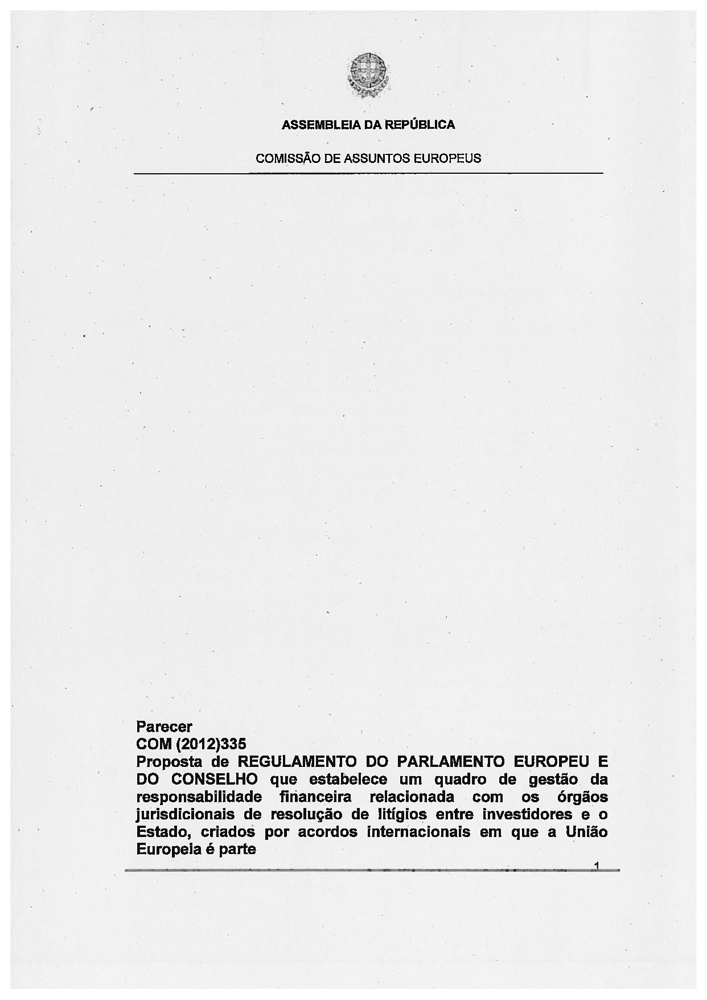 ASSEMBLEIA DA REPÚBLICA
COMISSÃO DE ASSUNTOS EUROPEUS
Parecer
COM (2012)335
Proposta de REGULAMENTO DO PARLAMENTO EUROPEU E
DO CONSELHO que estabelece um quadro de gestão da
responsabilidade financeira relacionada com os órgãos
jurisdicionais de resolução de litígios entre investidores e o
Estado, criados por acordos internacionais em que a União
Europeia é parte
1